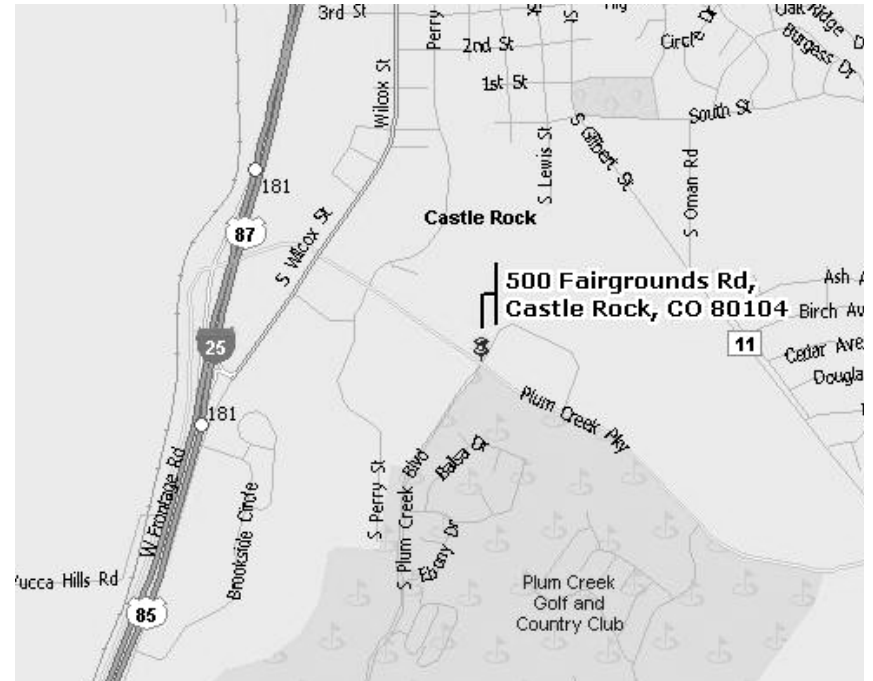 3rd St
Perry
2nd St
Circle Dr
Oak Ridge D
Burgess Dr
1st St
Wilcox St
South St
S Gilbert St
S Lewis St
S Oman Rd
181
87
S Wilcox St
Castle Rock
500 Fairgrounds Rd,
Castle Rock, CO 80104
Ash A
Birch Av
11
Cedar Ave
Dougla
25
181
Plum Creek Pky
Balsa Ct
S Plum Creek Blvd
S Perry St
W Frontage Rd
Brookside Circle
Ebony Dr
Yucca Hills Rd
85
Plum Creek
Golf and
Country Club